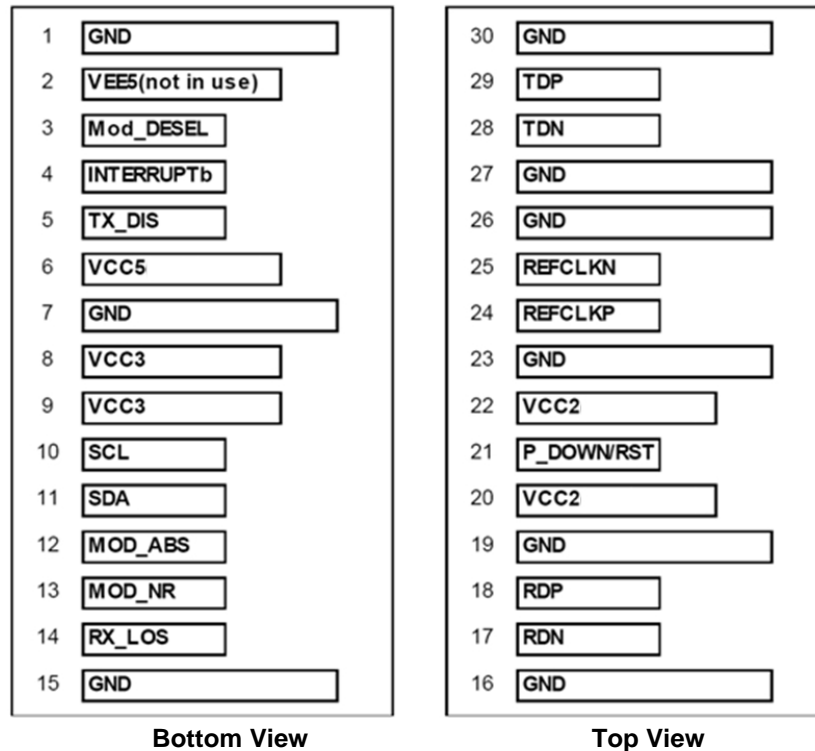 1 GND
2 VEE5(not in use)
3 Mod_DESEL
4 INTERRUPTb
5 TX_DIS
6 VCC5
7 GND
8 VCC3
9 VCC3
10 SCL
11 SDA
12 MOD_ABS
13 MOD_NR
14 RX_LOS
15 GND
Bottom View
30 GND
29 TDP
28 TDN
27 GND
26 GND
25 REFCLKN
24 REFCLKP
23 GND
22 VCC2
21 P_DOWN/RST
20 VCC2
19 GND
18 RDP
17 RDN
16 GND
Top View